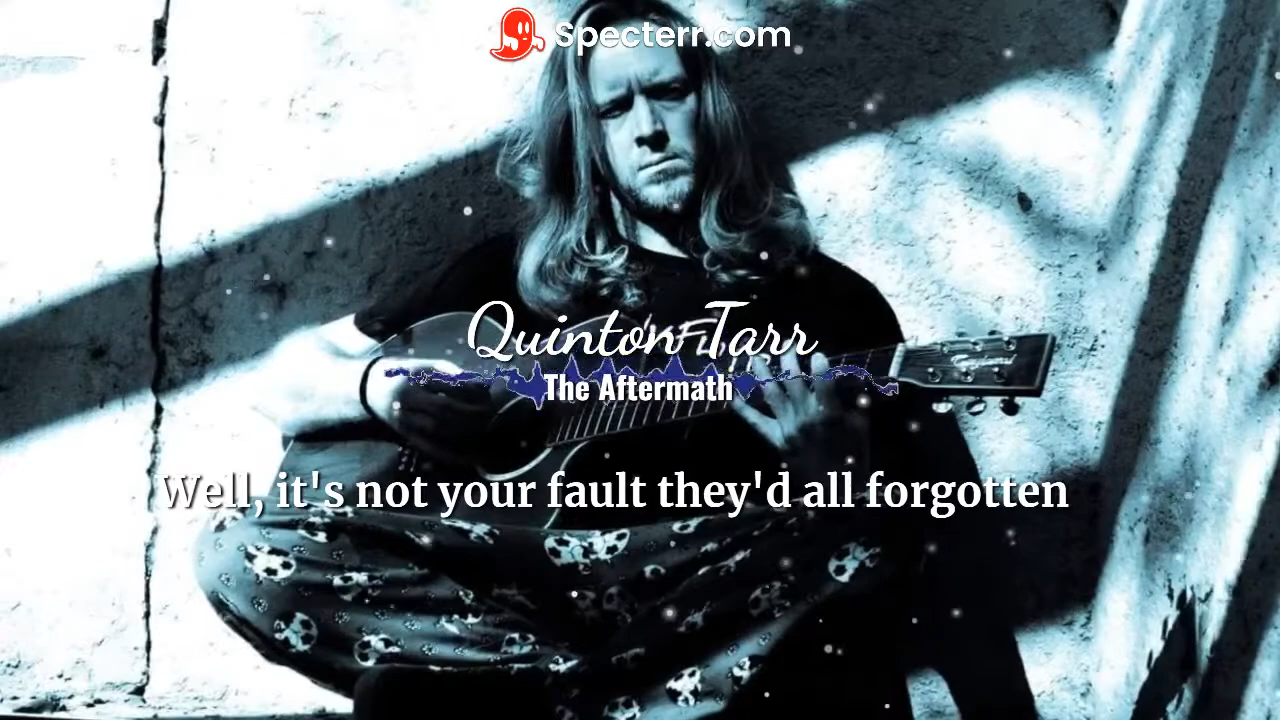 Specterr.com
Quinton Tarr
The Aftermath
Well, it's not your fault they'd all forgotten